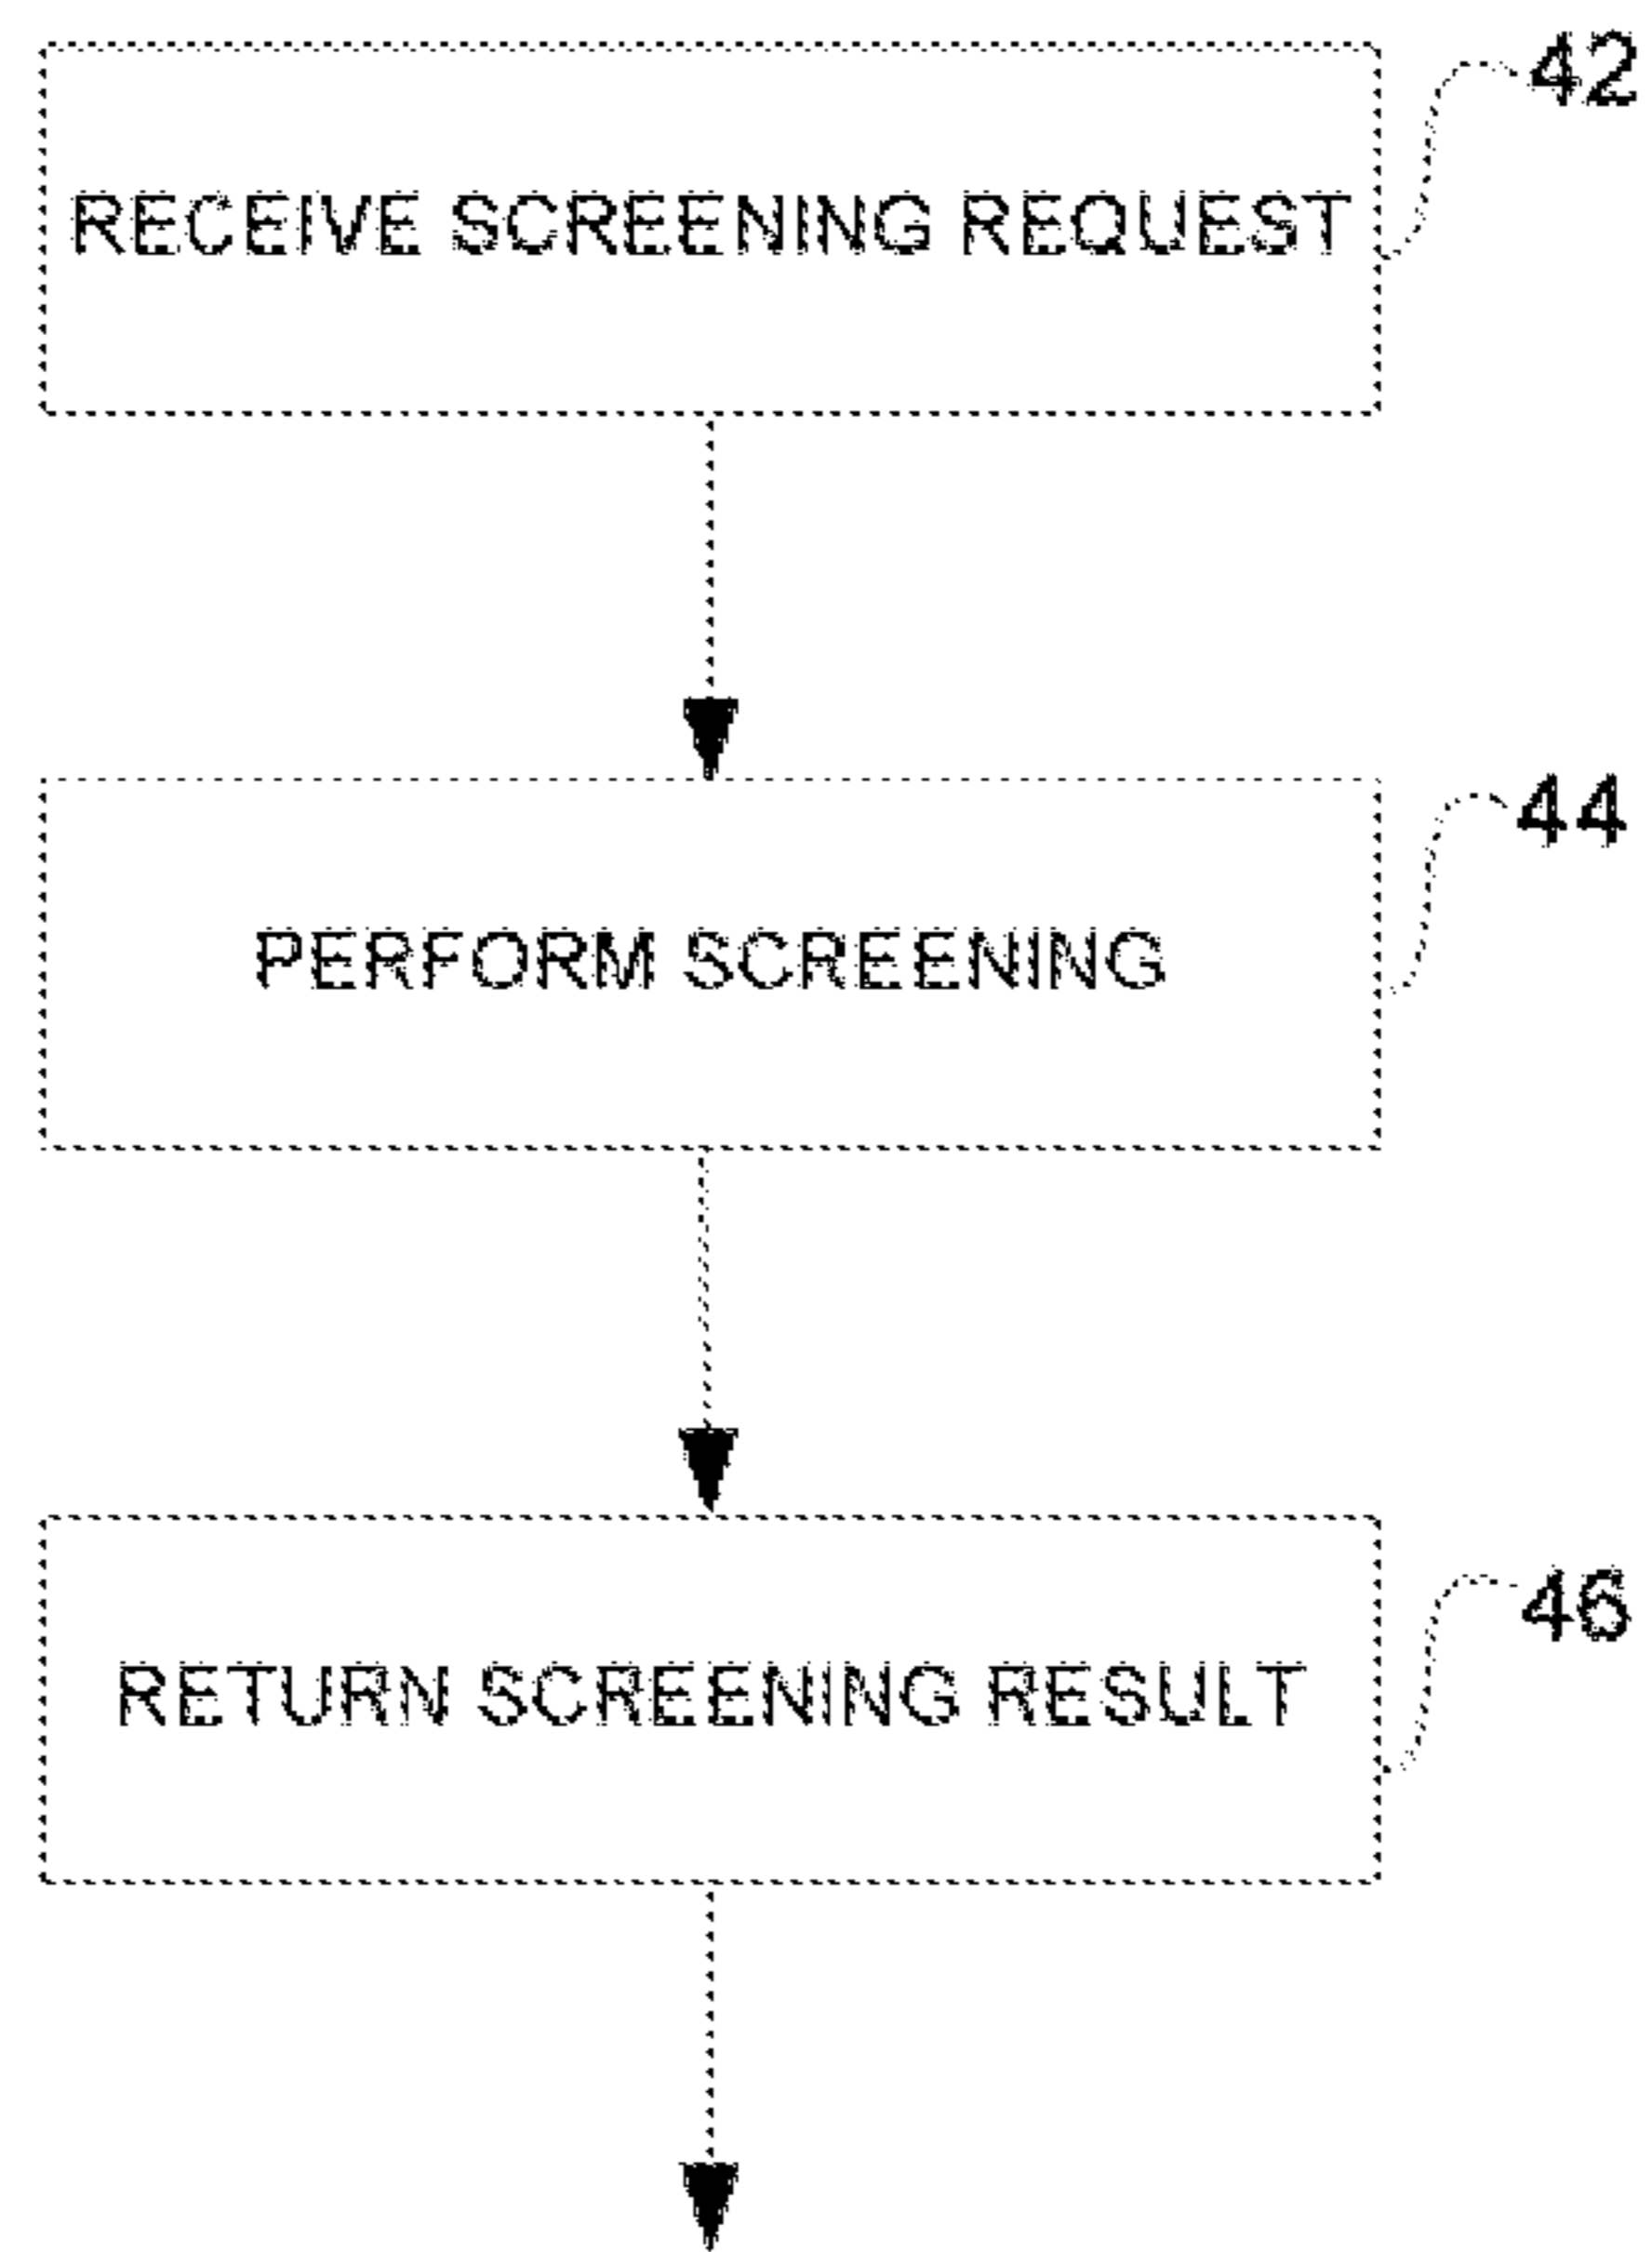 42
RECEIVE SCREENING REQUEST
44
PERFORM SCREENING
46
RETURN SCREENING RESULT